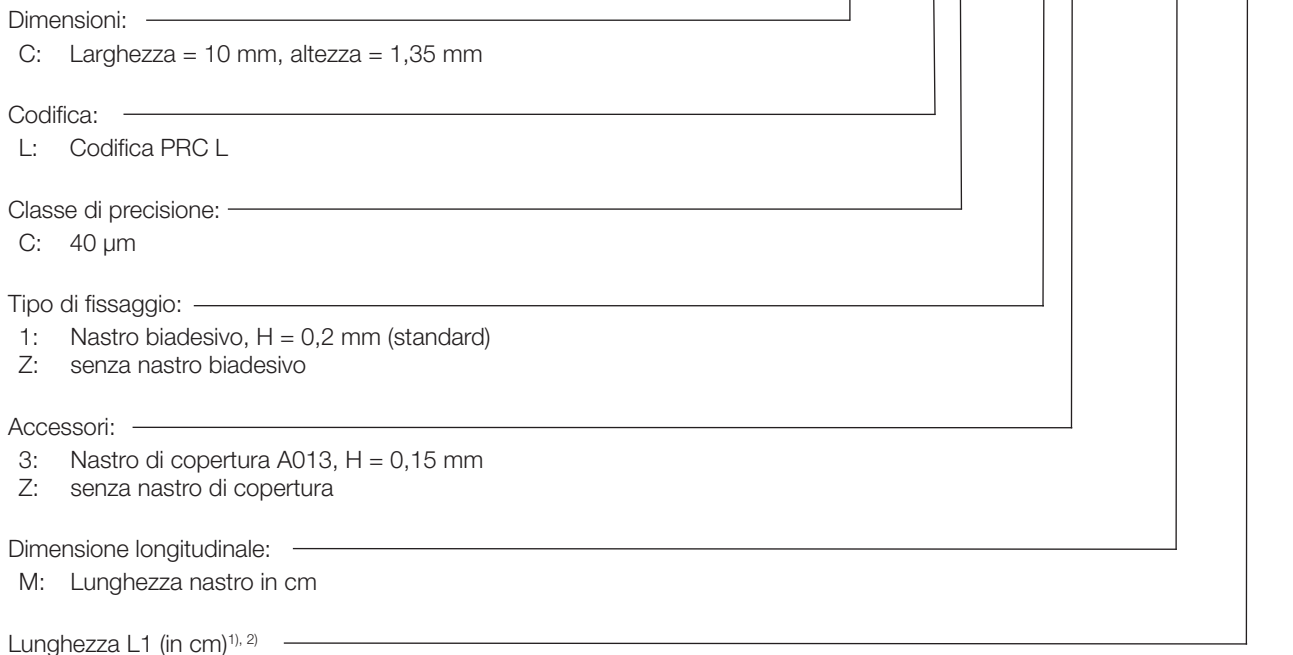 Dimensioni:
C: Larghezza = 10 mm, altezza = 1,35 mm
Codifica:
L: Codifica PRC L
Classe di precisione:
C: 40 µm
Tipo di fissaggio:
1: Nastro biadesivo, H = 0,2 mm (standard)
Z: senza nastro biadesivo
Accessori:
3: Nastro di copertura A013, H = 0,15 mm
Z: senza nastro di copertura
Dimensione longitudinale:
M: Lunghezza nastro in cm
Lunghezza L1 (in cm)1), 2)